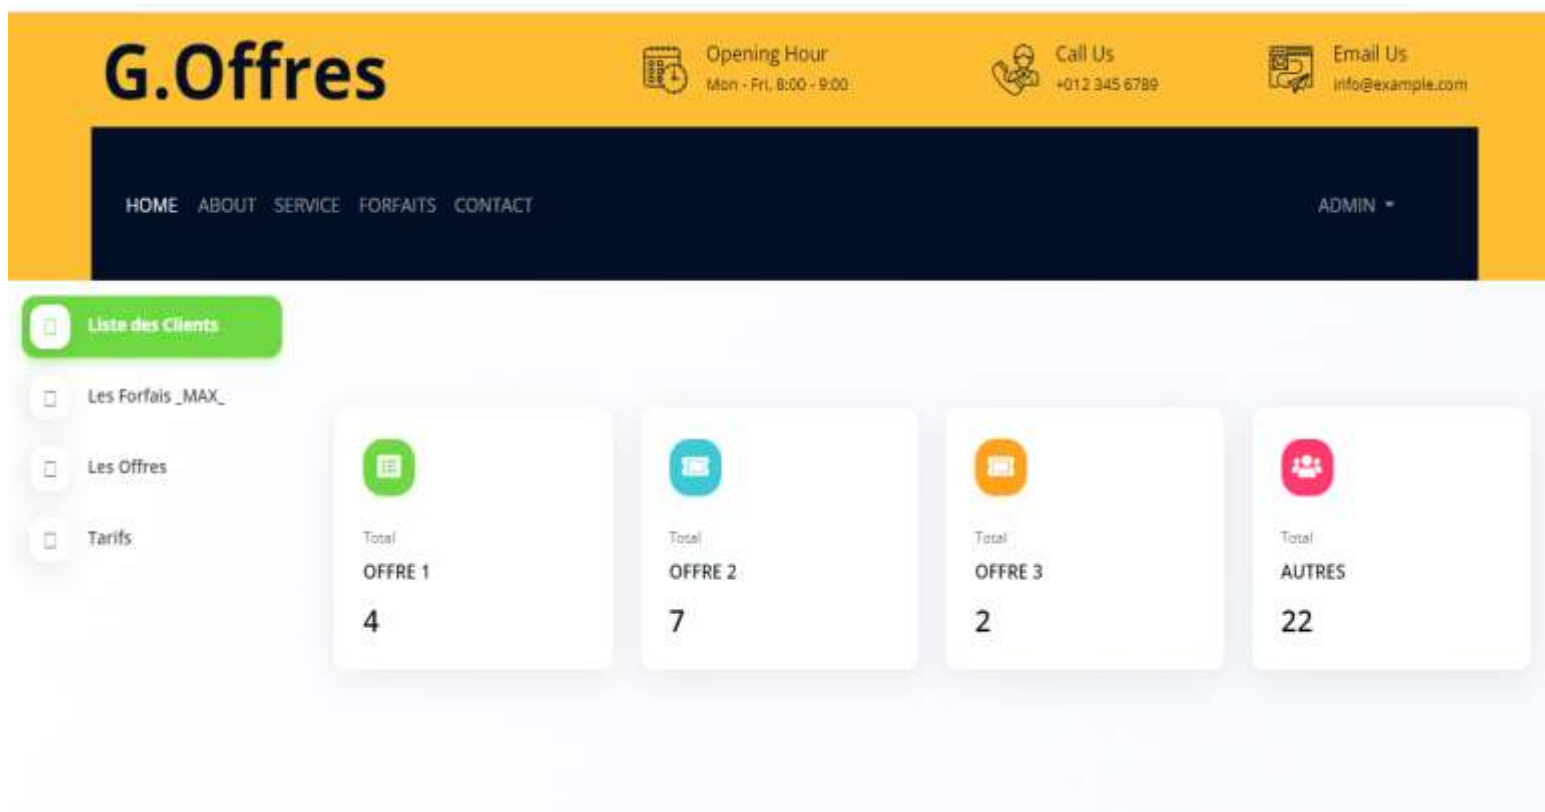 G.Offres
Opening Hour
Mon - Fri, 8:00 - 9:00
Call Us
+012 345 6789
Email Us
info@example.com
HOME ABOUT SERVICE FORFAITS CONTACT
ADMIN
Liste des Clients
Les Forfais _MAX_
Les Offres
Tarifs
Total
OFFRE 1
4
Total
OFFRE 2
7
Total
OFFRE 3
2
Total
AUTRES
22